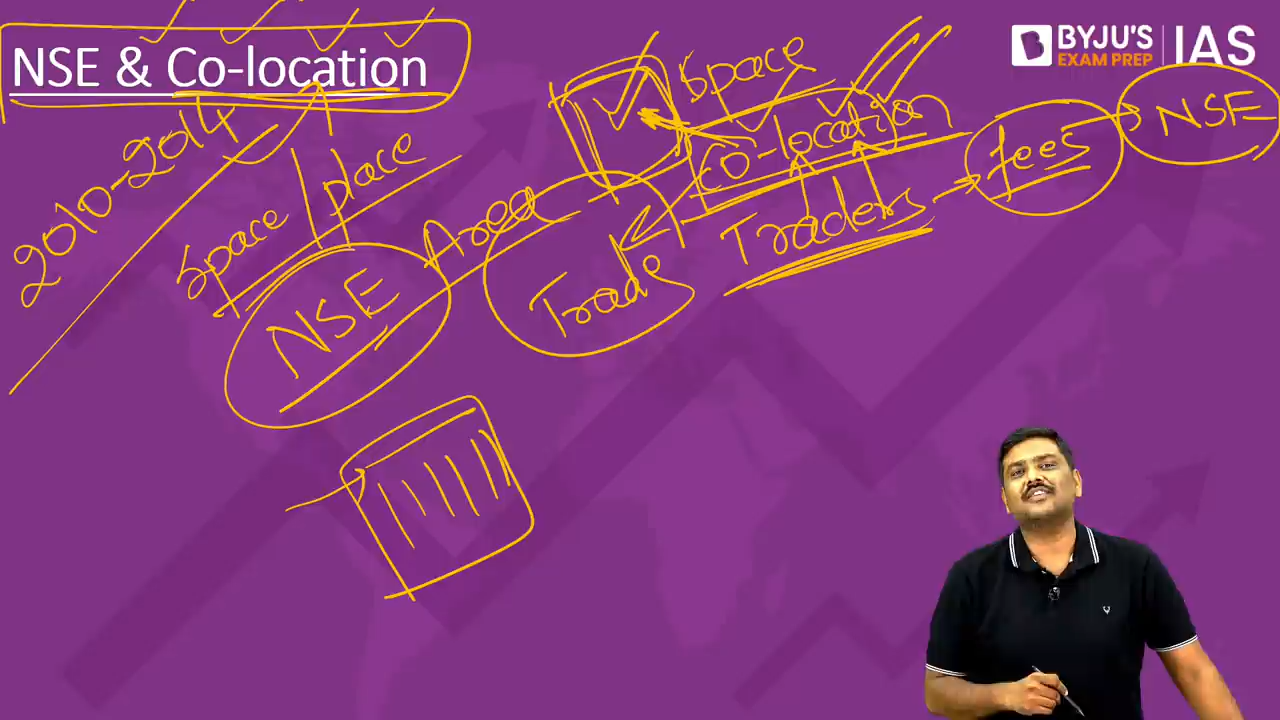 NSE & Co-location
BYJU'S
EXAM PREP
IAS
2010-2014
Space / place
NSE
Area
Space
Co-location
Traders
fees
NSE
Trade